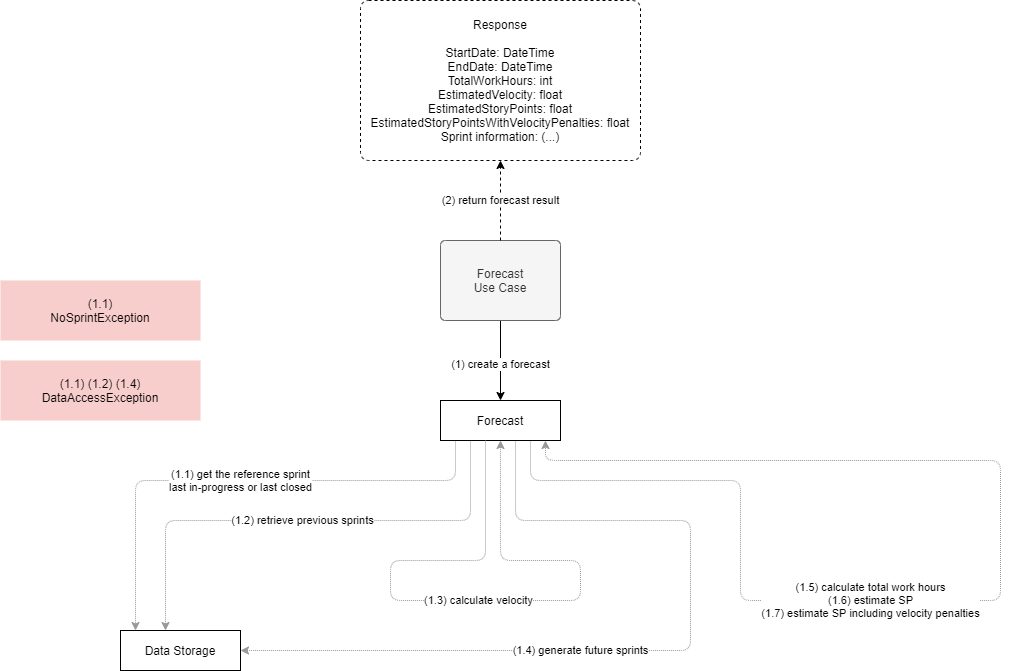 Response
StartDate: DateTime
EndDate: DateTime
TotalWorkHours: int
EstimatedVelocity: float
EstimatedStoryPoints: float
EstimatedStoryPointsWithVelocityPenalties: float
Sprint information: (...)
(2) return forecast result
Forecast
Use Case
(1.1)
NoSprintException
(1) create a forecast
(1.1) (1.2) (1.4)
DataAccessException
Forecast
(1.1) get the reference sprint
last in-progress or last closed
(1.2) retrieve previous sprints
(1.3) calculate velocity
(1.5) calculate total work hours
(1.6) estimate SP
(1.7) estimate SP including velocity penalties
Data Storage
(1.4) generate future sprints